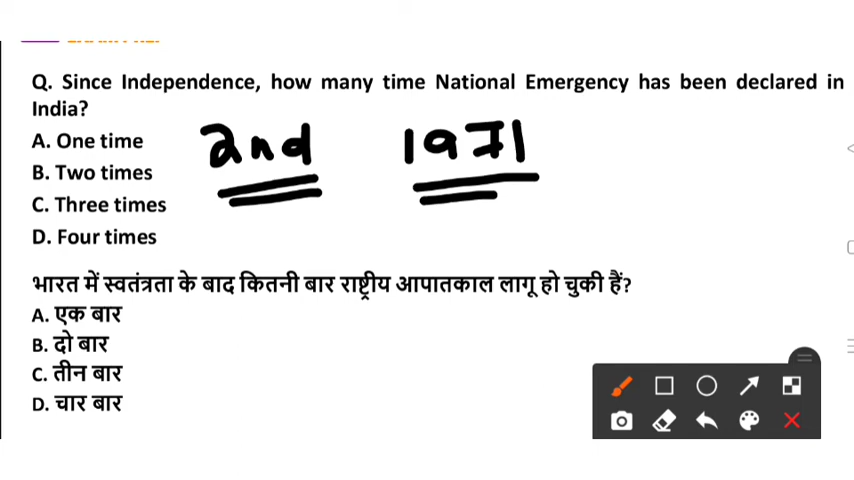 Q. Since Independence, how many time National Emergency has been declared in
India?
A. One time
2nd 1971
B. Two times
C. Three times
D. Four times
भारत में स्वतंत्रता के बाद कितनी बार राष्ट्रीय आपातकाल लागू हो चुकी हैं?
A. एक बार
B. दो बार
C. तीन बार
D. चार बार